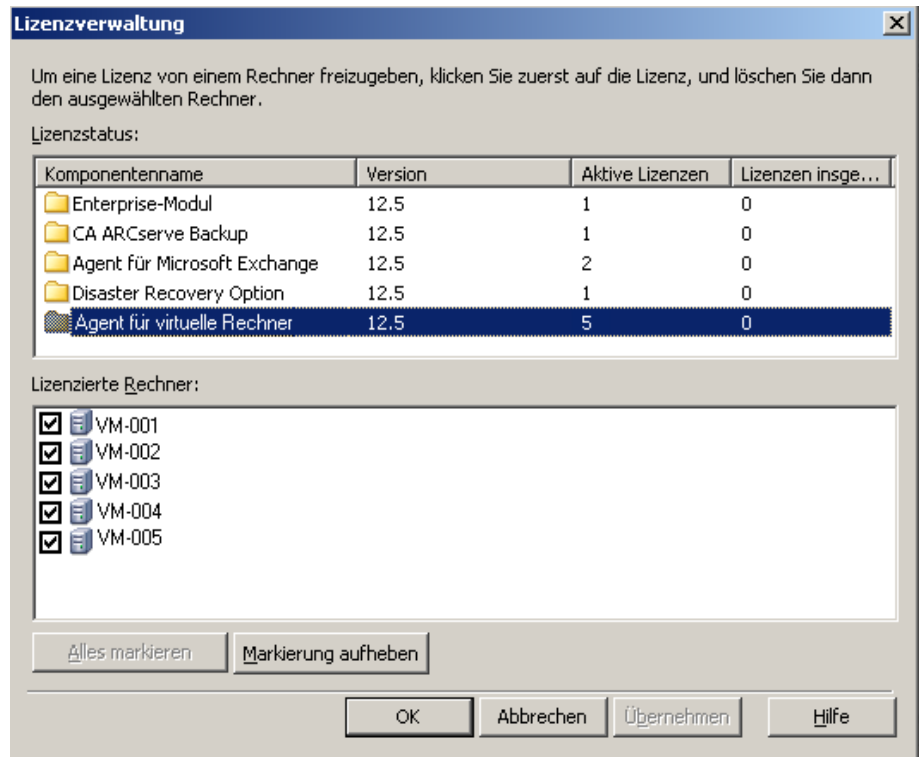 Lizenzverwaltung
Um eine Lizenz von einem Rechner freizugeben, klicken Sie zuerst auf die Lizenz, und löschen Sie dann
den ausgewählten Rechner.
Lizenzstatus:
Komponentenname Version Aktive Lizenzen Lizenzen insge...
Enterprise-Modul 12.5 1 0
CA ARCserve Backup 12.5 1 0
Agent für Microsoft Exchange 12.5 2 0
Disaster Recovery Option 12.5 1 0
Agent für virtuelle Rechner 12.5 5 0
Lizenzierte Rechner:
VM-001
VM-002
VM-003
VM-004
VM-005
Alles markieren Markierung aufheben
OK Abbrechen Übernehmen Hilfe